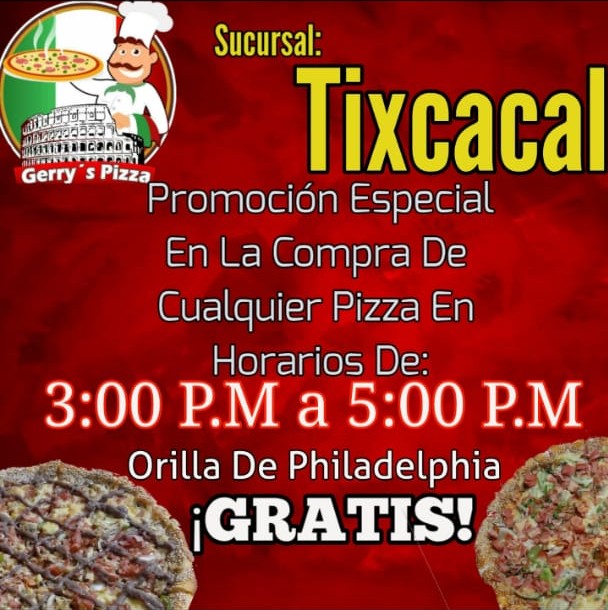 Sucursal:
Tixcacal
Gerry´s Pizza
Promoción Especial
En La Compra De
Cualquier Pizza En
Horarios De:
3:00 P.M a 5:00 P.M
Orilla De Philadelphia
¡GRATIS!